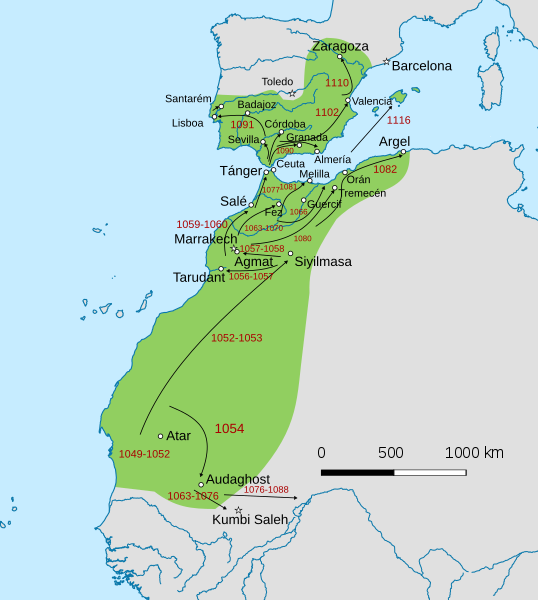 Zaragoza
Barcelona
Toledo
1110
Santarém
Badajoz
Valencia
1102
Lisboa
1091
Córdoba
1116
Sevilla
Granada
1090
Argel
Almería
Ceuta
Tánger
Melilla
1082
Orán
1077
1081
Tremecén
Salé
Guercif
Fez
1066
1059-1060
1063-1070
Marrakech
1080
1057-1058
Agmat
Siyilmasa
Tarudant
1056-1057
1052-1053
1054
Atar
0 500 1000 km
1049-1052
Audaghost
1063-1076
1076-1088
Kumbi Saleh